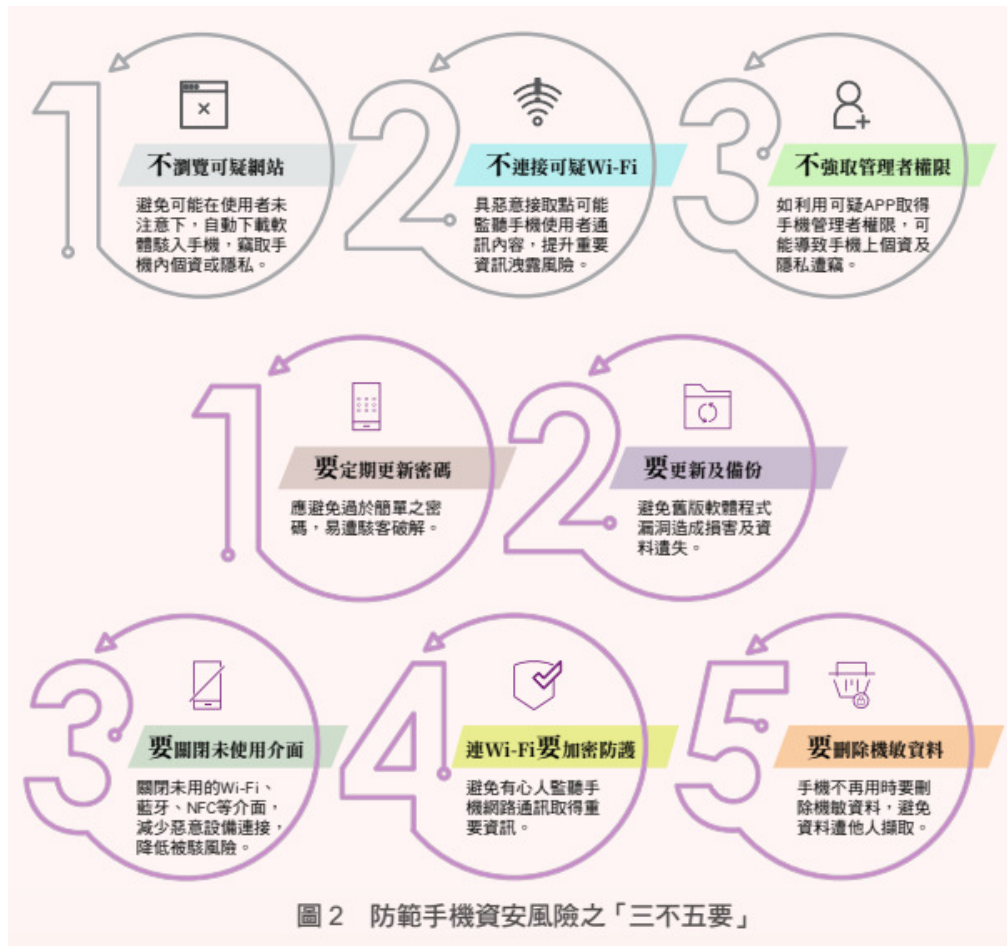 1
不瀏覽可疑網站
避免可能在使用者未
注意下，自動下載軟
體駭入手機，竊取手
機內個資或隱私。
2
不連接可疑Wi-Fi
具惡意接取點可能
監聽手機使用者通
訊內容，提升重要
資訊洩露風險。
3
不強取管理者權限
如利用可疑APP取得
手機管理者權限，可
能導致手機上個資及
隱私遭竊。
1
要定期更新密碼
應避免過於簡單之密
碼，易遭駭客破解。
2
要更新及備份
避免舊版軟體程式
漏洞造成損害及資
料遺失。
3
要關閉未使用介面
關閉未用的Wi-Fi、
藍牙、NFC等介面，
減少惡意設備連接，
降低被駭風險。
4
連Wi-Fi要加密防護
避免有心人監聽手
機網路通訊取得重
要資訊。
5
要刪除機敏資料
手機不再用時要刪
除機敏資料，避免
資料遭他人擷取。
圖 2　防範手機資安風險之「三不五要」